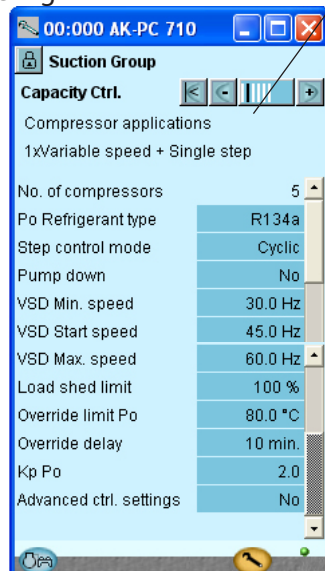 00:000 AK-PC 710
Suction Group
Capacity Ctrl.
Compressor applications
1xVariable speed + Single step
No. of compressors 5
Po Refrigerant type R134a
Step control mode Cyclic
Pump down No
VSD Min. speed 30.0 Hz
VSD Start speed 45.0 Hz
VSD Max. speed 60.0 Hz
Load shed limit 100 %
Override limit Po 80.0 °C
Override delay 10 min.
Kp Po 2.0
Advanced ctrl. settings No